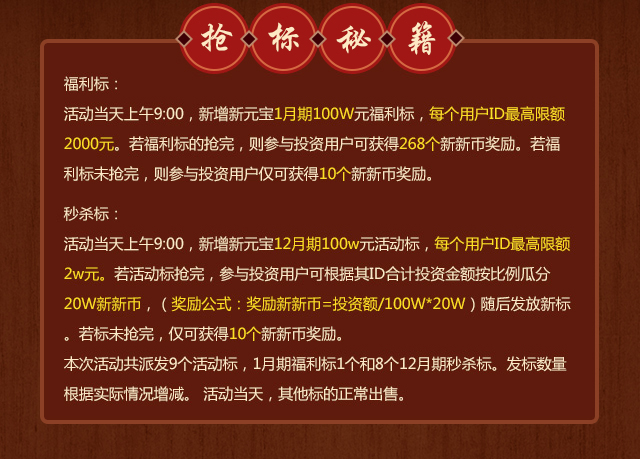 抢标秘籍
福利标：
活动当天上午9:00，新增新元宝1月期100W元福利标，每个用户ID最高限额
2000元。若福利标的抢完，则参与投资用户可获得268个新新币奖励。若福
利标未抢完，则参与投资用户仅可获得10个新新币奖励。
秒杀标：
活动当天上午9:00，新增新元宝12月期100w元活动标，每个用户ID最高限额
2w元。若活动标抢完，参与投资用户可根据其ID合计投资金额按比例瓜分
20W新新币，（奖励公式：奖励新新币=投资额/100W*20W）随后发放新标
。若标未抢完，仅可获得10个新新币奖励。
本次活动共派发9个活动标，1月期福利标1个和8个12月期秒杀标。发标数量
根据实际情况增减。 活动当天，其他标的正常出售。